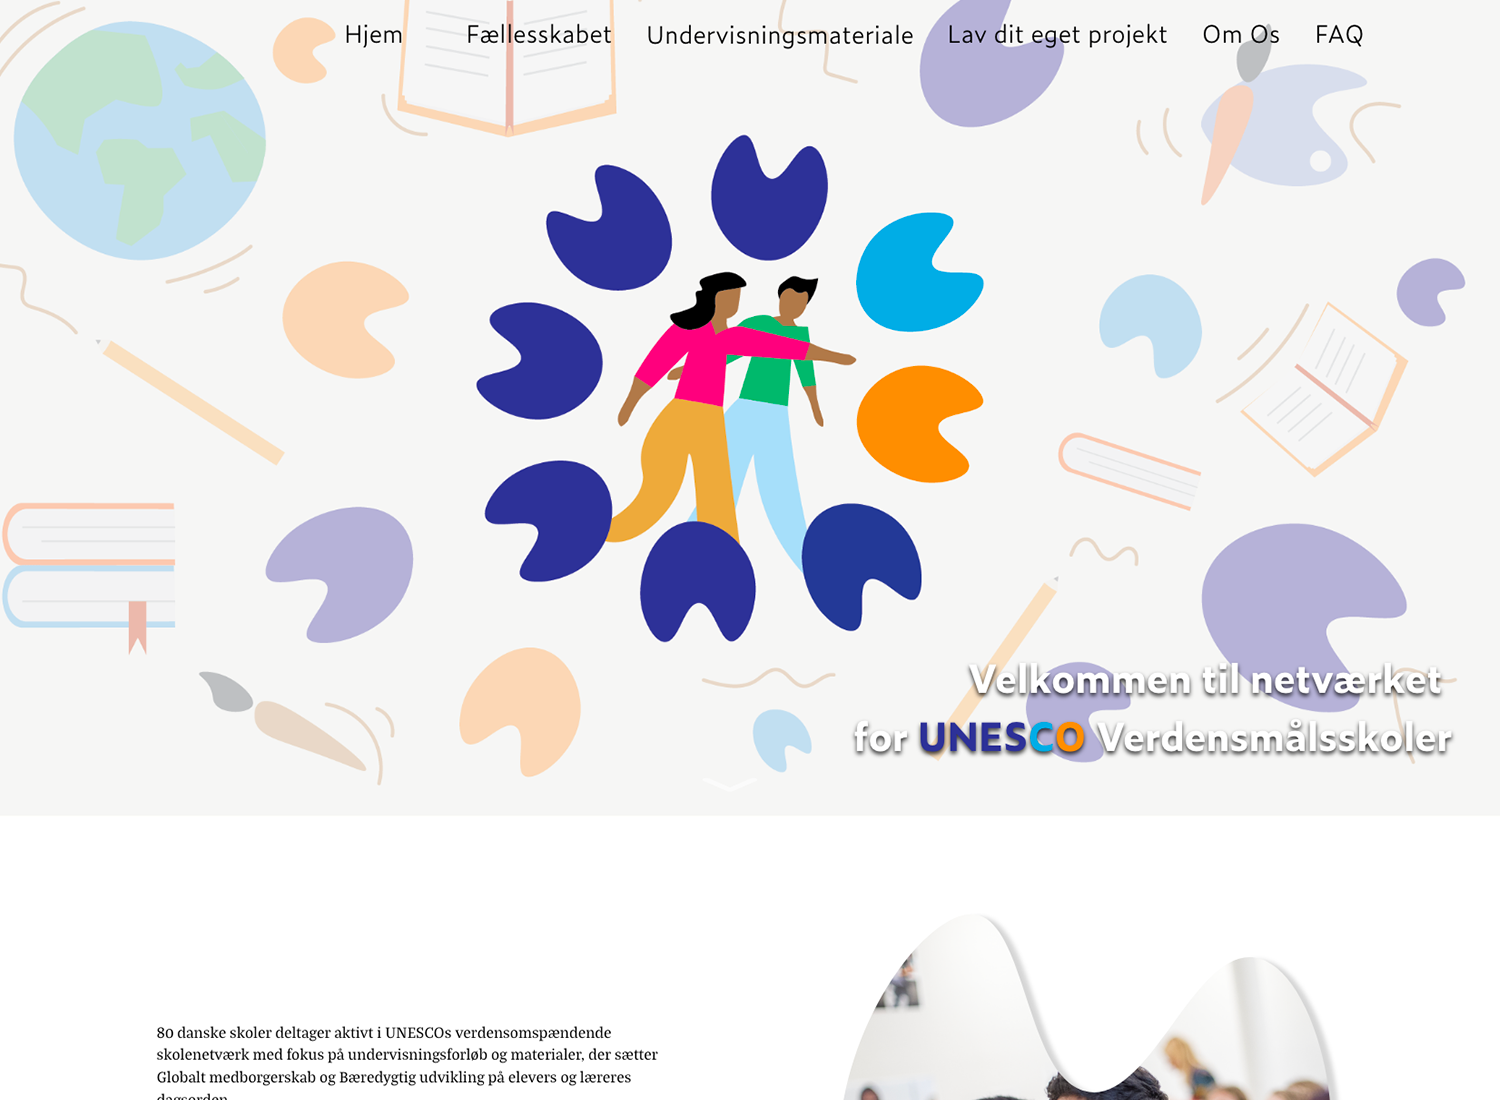 Hjem Fællesskabet Undervisningsmateriale Lav dit eget projekt Om Os FAQ
Velkommen til netværket
for UNESCO Verdensmålsskoler
80 danske skoler deltager aktivt i UNESCOs verdensomspændende
skolenetværk med fokus på undervisningsforløb og materialer, der sætter
Globalt medborgerskab og Bæredygtig udvikling på elevers og læreres
dagsorden